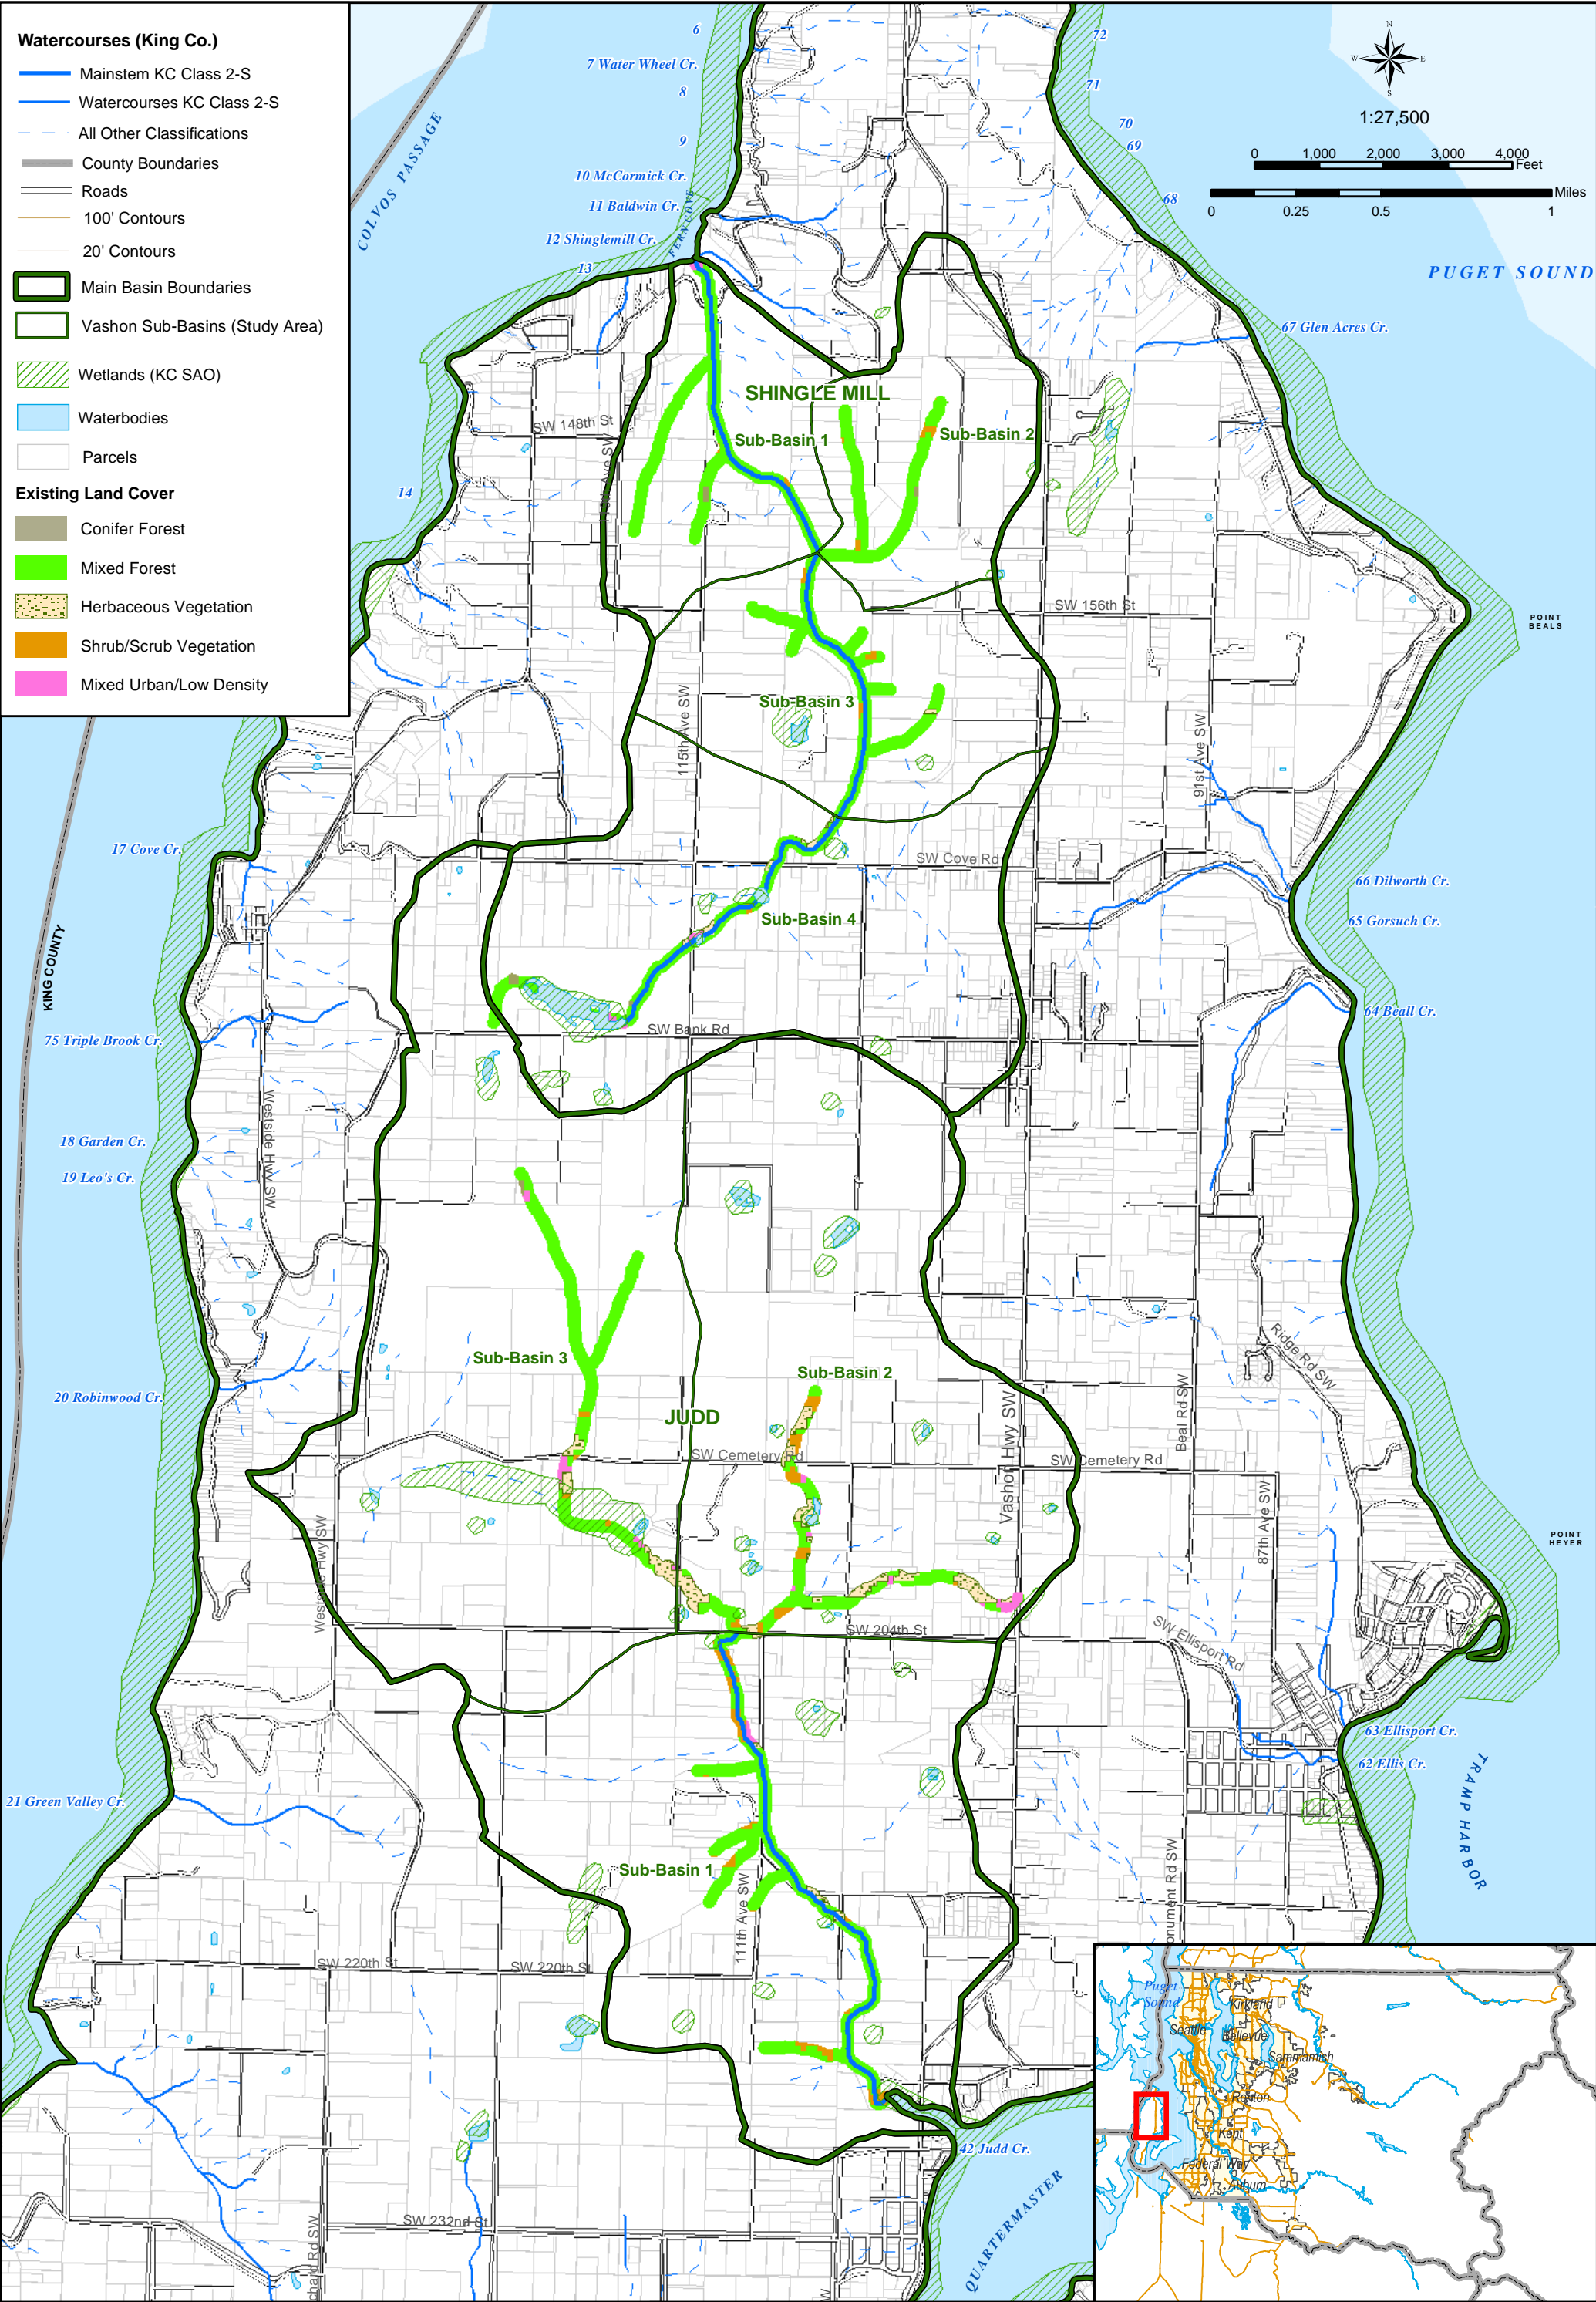 Watercourses (King Co.)
Mainstem KC Class 2-S
Watercourses KC Class 2-S
All Other Classifications
County Boundaries
Roads
100' Contours
20' Contours
Main Basin Boundaries
Vashon Sub-Basins (Study Area)
Wetlands (KC SAO)
Waterbodies
Parcels
Existing Land Cover
Conifer Forest
Mixed Forest
Herbaceous Vegetation
Shrub/Scrub Vegetation
Mixed Urban/Low Density
N
W
E
S
1:27,500
0 1,000 2,000 3,000 4,000
Feet
Miles
0 0.25 0.5 1
6
7 Water Wheel Cr.
8
9
10 McCormick Cr.
11 Baldwin Cr.
12 Shinglemill Cr.
13
14
COLVOS PASSAGE
FERN COVE
72
71
70
69
68
PUGET SOUND
67 Glen Acres Cr.
SHINGLE MILL
SW 148th St
Sub-Basin 1
Sub-Basin 2
SW 156th St
POINT
BEALS
Sub-Basin 3
115th Ave SW
91st Ave SW
17 Cove Cr.
SW Cove Rd
66 Dilworth Cr.
65 Gorsuch Cr.
Sub-Basin 4
KING COUNTY
SW Bank Rd
64 Beall Cr.
75 Triple Brook Cr.
Westside Hwy SW
18 Garden Cr.
19 Leo's Cr.
Sub-Basin 3
Sub-Basin 2
Ridge Rd SW
20 Robinwood Cr.
JUDD
Vashon Hwy SW
Beal Rd SW
SW Cemetery Rd
SW Cemetery Rd
87th Ave SW
POINT
HEYER
SW 204th St
SW Ellisport Rd
63 Ellisport Cr.
62 Ellis Cr.
TRAMP HARBOR
21 Green Valley Cr.
Sub-Basin 1
111th Ave SW
SW 220th St
SW 220th St
42 Judd Cr.
QUARTERMASTER
SW 232nd St
Puget
Sound
Kirkland
Seattle
Bellevue
Sammamish
Renton
Kent
Federal Way
Auburn